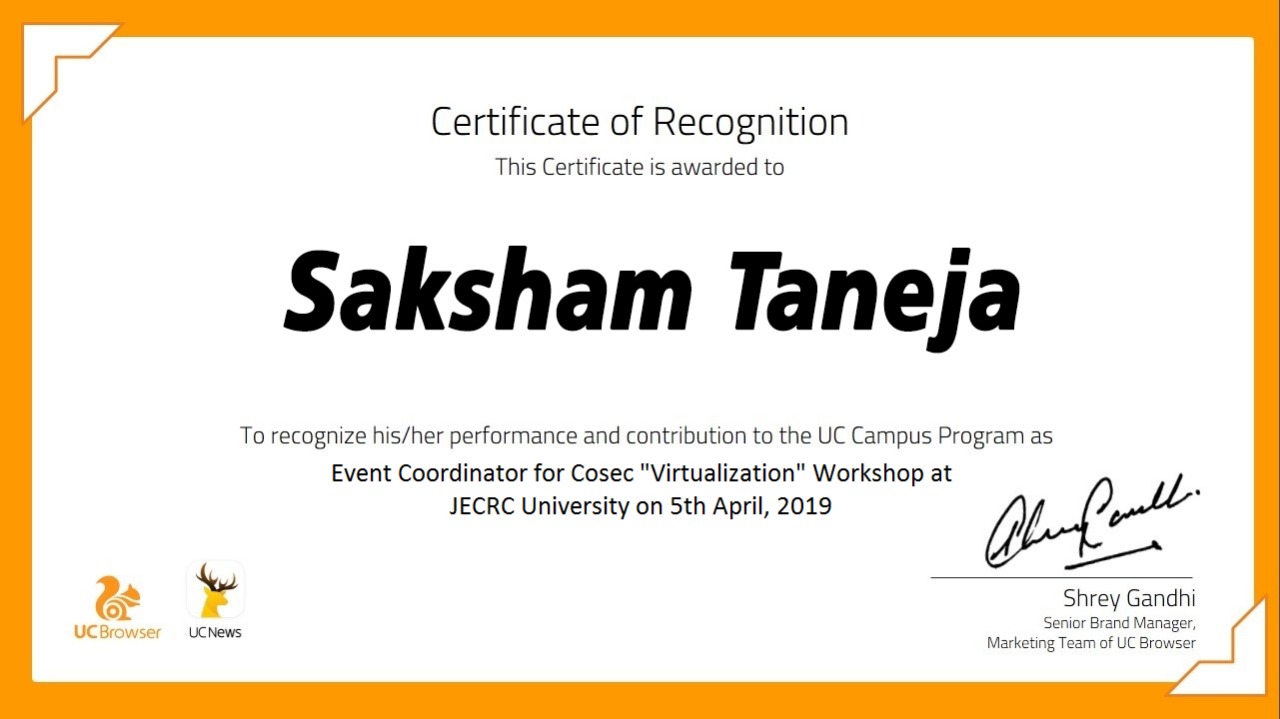 Certificate of Recognition
This Certificate is awarded to
Saksham Taneja
To recognize his/her performance and contribution to the UC Campus Program as
Event Coordinator for Cosec "Virtualization" Workshop at
JECRC University on 5th April, 2019
Shrey Gandhi
Senior Brand Manager,
Marketing Team of UC Browser
UC Browser
UC News